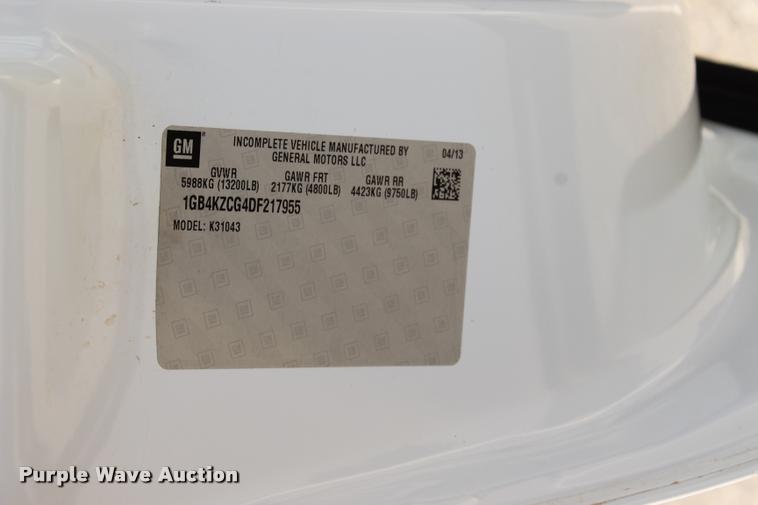 GM
INCOMPLETE VEHICLE MANUFACTURED BY
GENERAL MOTORS LLC
04/13
GVWR GAWR FRT GAWR RR
5988KG (13200LB) 2177KG (4800LB) 4423KG (9750LB)
1GB4KZCG4DF217955
MODEL: K31043
Purple Wave Auction